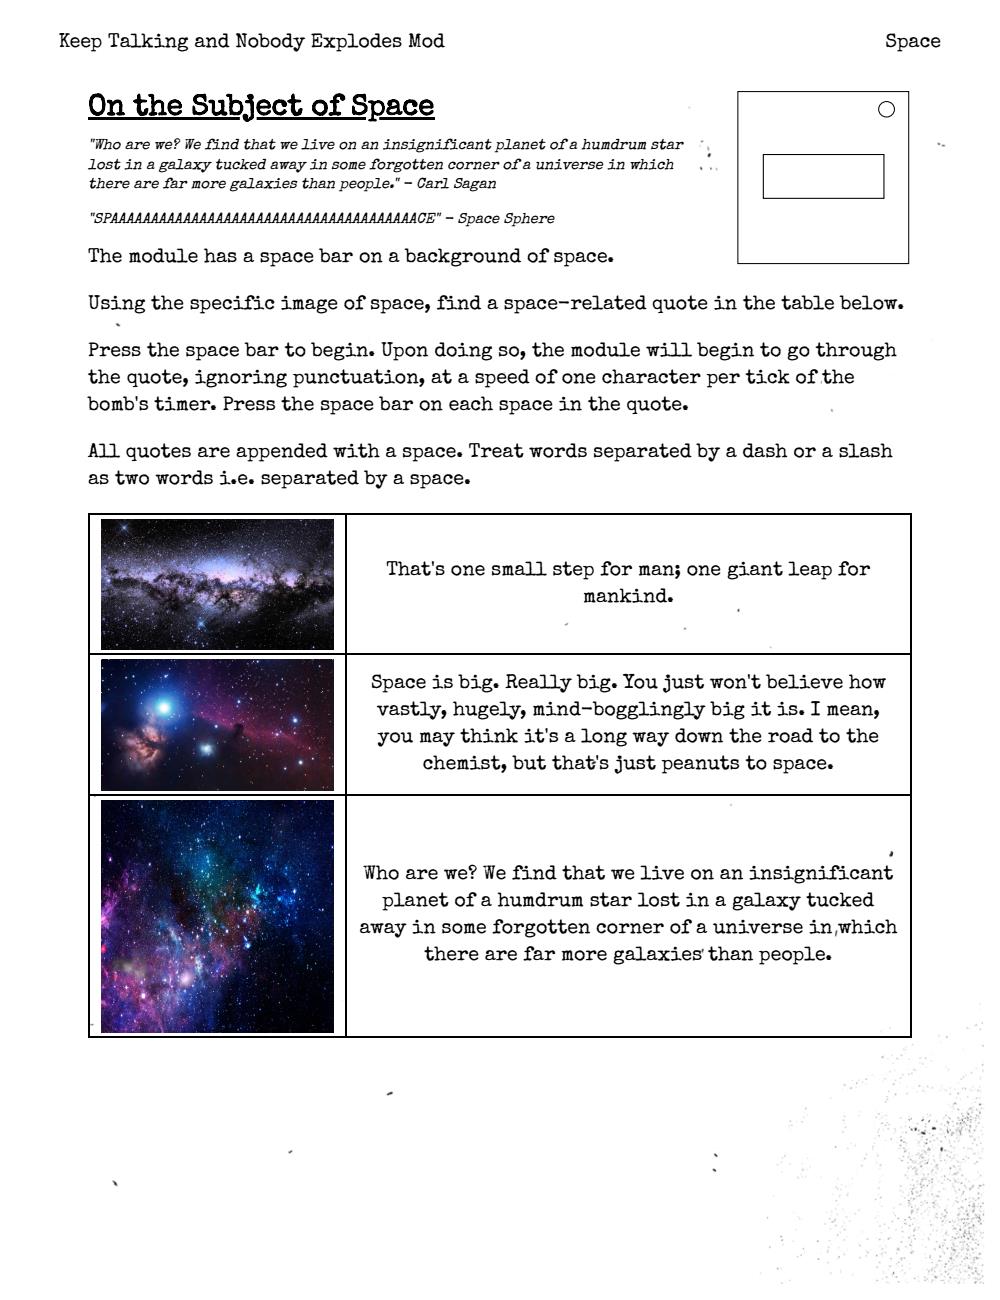 Keep Talking and Nobody Explodes Mod
Space
On the Subject of Space
"Who are we? We find that we live on an insignificant planet of a humdrum star
lost in a galaxy tucked away in some forgotten corner of a universe in which
there are far more galaxies than people." – Carl Sagan
"SPAAAAAAAAAAAAAAAAAAAAAAAAAAAAAAAAAAAAAACE" – Space Sphere
The module has a space bar on a background of space.
Using the specific image of space, find a space-related quote in the table below.
Press the space bar to begin. Upon doing so, the module will begin to go through
the quote, ignoring punctuation, at a speed of one character per tick of the
bomb's timer. Press the space bar on each space in the quote.
All quotes are appended with a space. Treat words separated by a dash or a slash
as two words i.e. separated by a space.
That's one small step for man; one giant leap for
mankind.
Space is big. Really big. You just won't believe how
vastly, hugely, mind-bogglingly big it is. I mean,
you may think it's a long way down the road to the
chemist, but that's just peanuts to space.
Who are we? We find that we live on an insignificant
planet of a humdrum star lost in a galaxy tucked
away in some forgotten corner of a universe in which
there are far more galaxies than people.